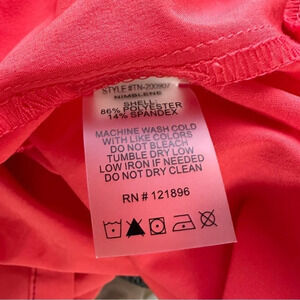 STYLE #TN-200907
NIMBLENE
SHELL:
86% POLYESTER
14% SPANDEX
MACHINE WASH COLD
WITH LIKE COLORS
DO NOT BLEACH
TUMBLE DRY LOW
LOW IRON IF NEEDED
DO NOT DRY CLEAN
RN # 121896